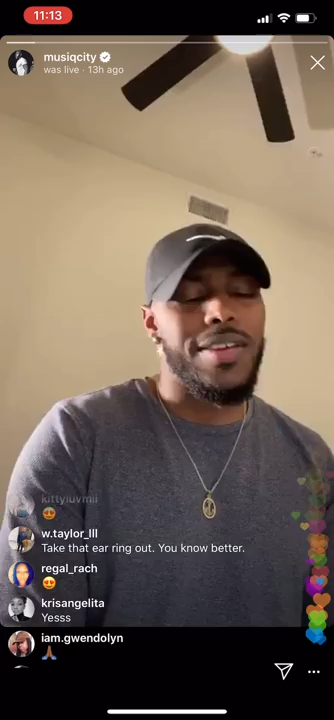 11:13
musiqcity
was live · 13h ago
kittyluvmii
😍
w.taylor_lll
Take that ear ring out. You know better.
regal_rach
😍
krisangelita
Yesss
iam.gwendolyn
🙏🏾